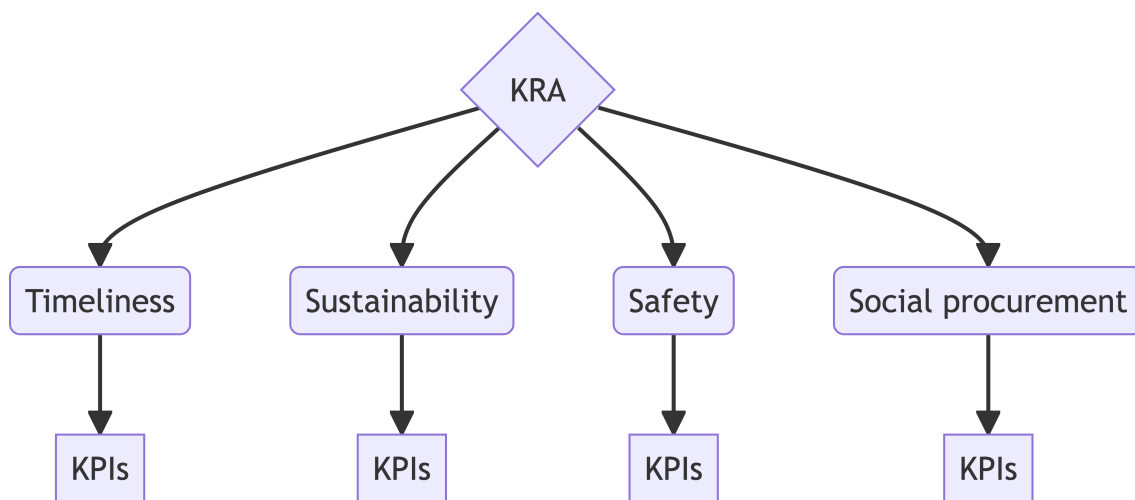 KRA
Timeliness
Sustainability
Safety
Social procurement
KPIs
KPIs
KPIs
KPIs